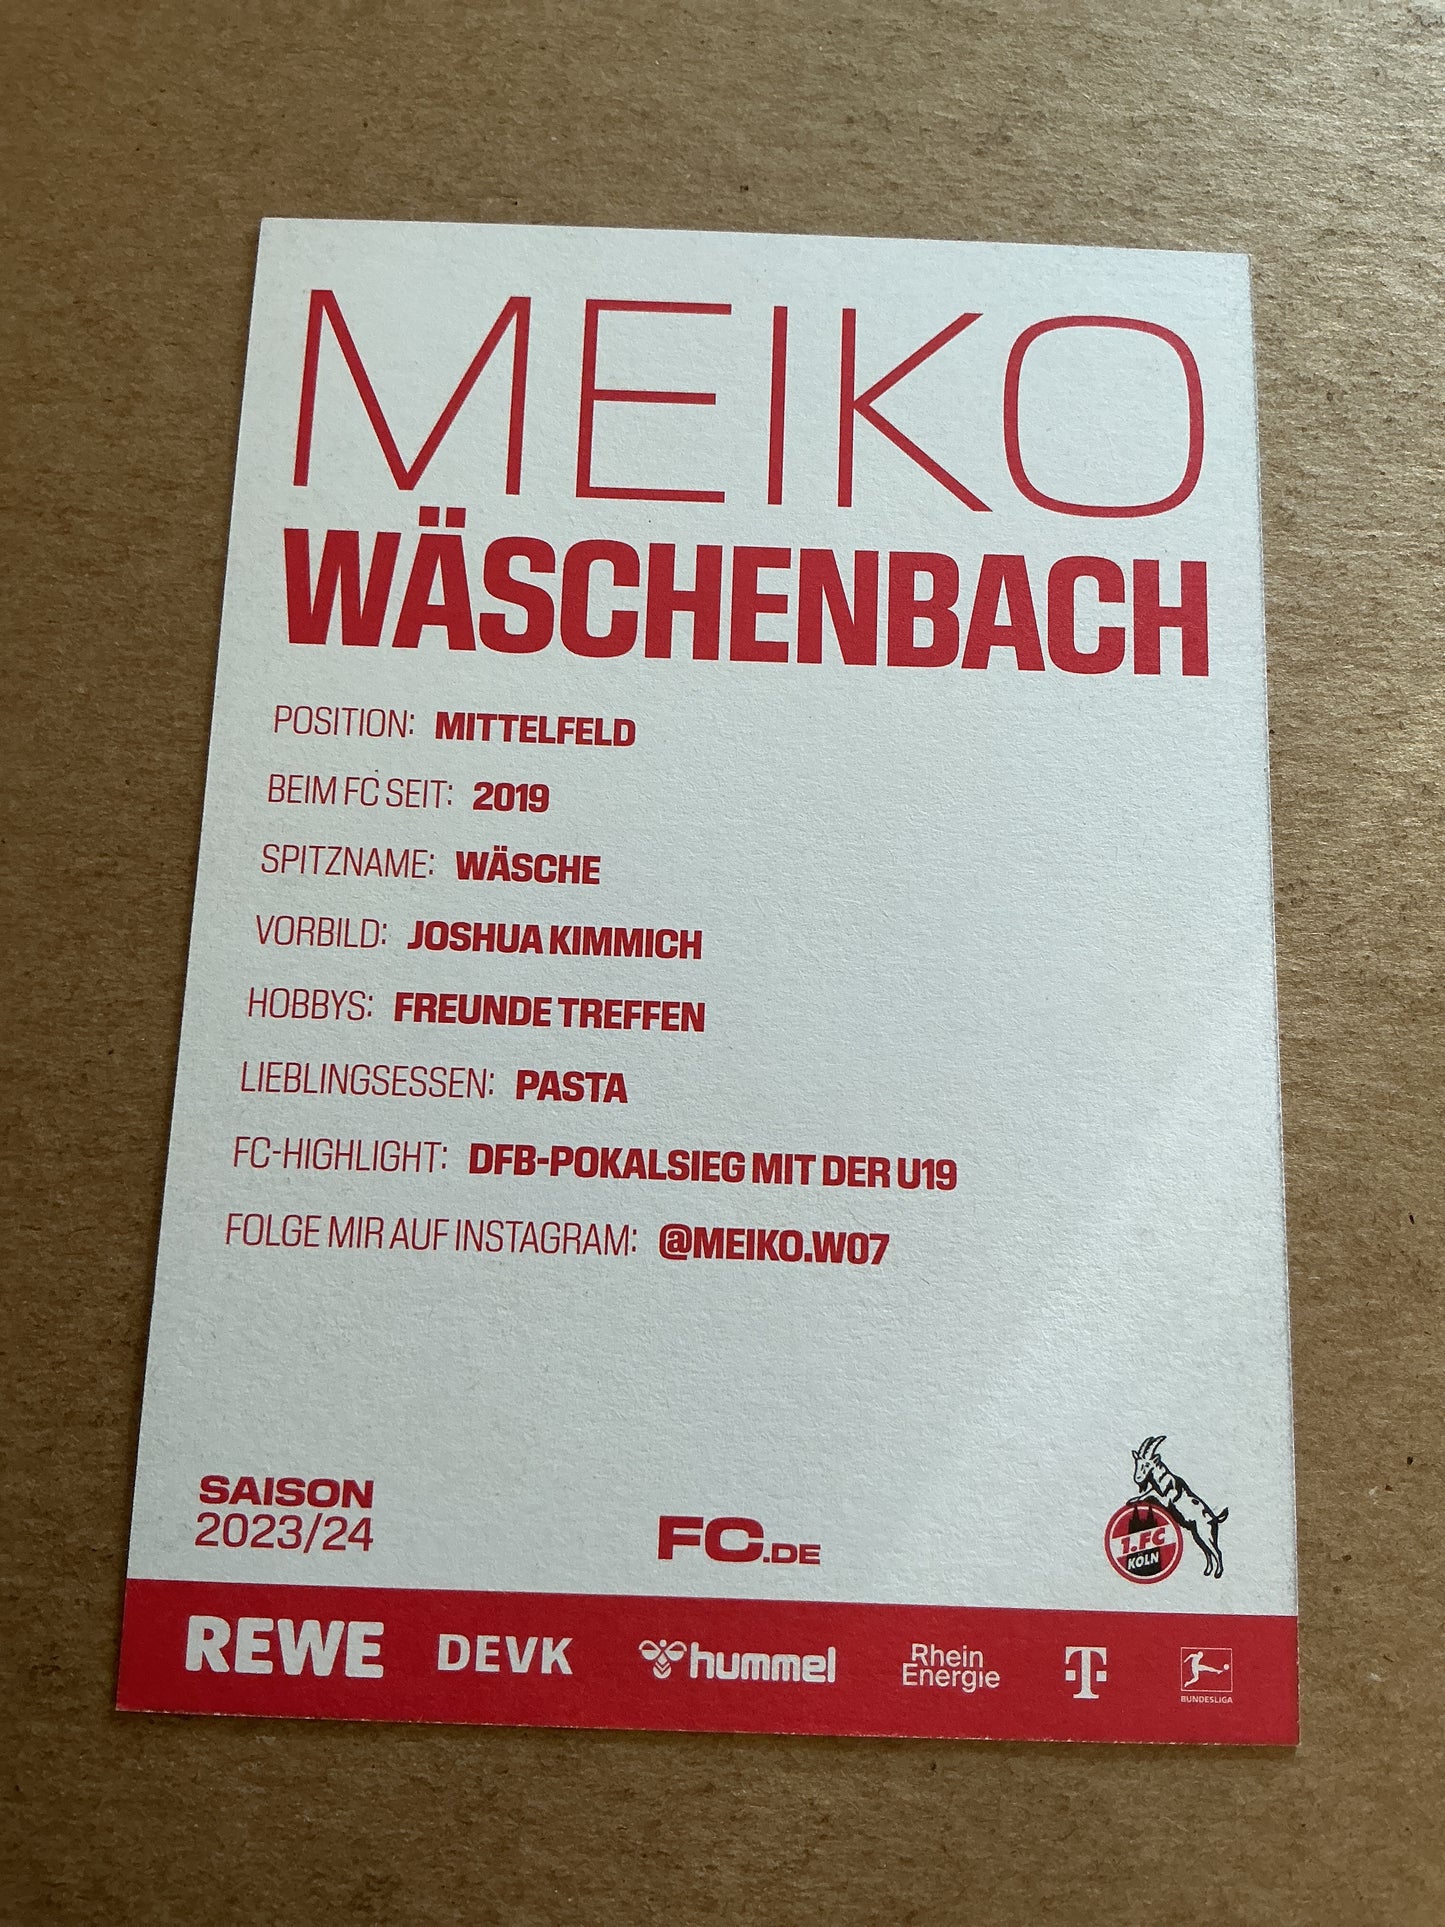 MEIKO
WÄSCHENBACH
POSITION: MITTELFELD
BEIM FC SEIT: 2019
SPITZNAME: WÄSCHE
VORBILD: JOSHUA KIMMICH
HOBBYS: FREUNDE TREFFEN
LIEBLINGSESSEN: PASTA
FC-HIGHLIGHT: DFB-POKALSIEG MIT DER U19
FOLGE MIR AUF INSTAGRAM: @MEIKO.W07
SAISON
2023/24
FC.DE
1.FC
KÖLN
REWE
DEVK
hummel
Rhein
Energie
T
BUNDESLIGA